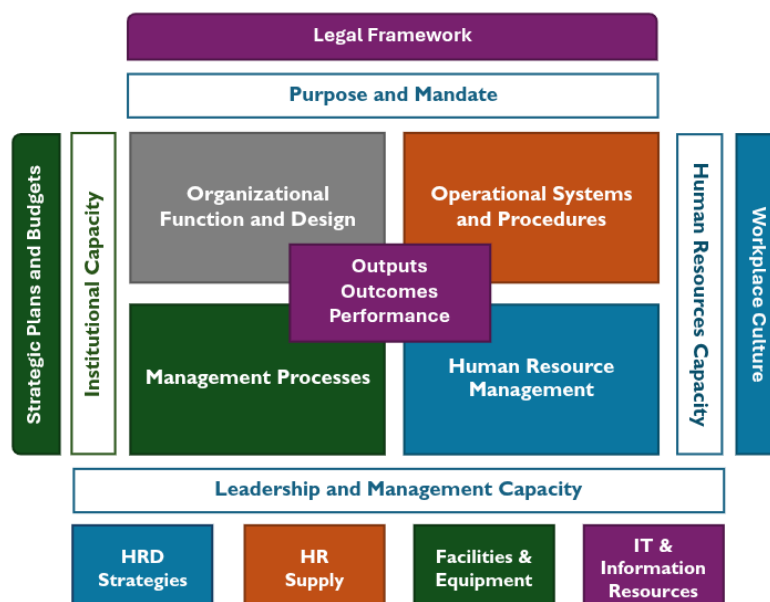 Legal Framework
Purpose and Mandate
Strategic Plans and Budgets
Institutional Capacity
Organizational
Function and Design
Operational Systems
and Procedures
Outputs
Outcomes
Performance
Management Processes
Human Resource
Management
Human Resources Capacity
Workplace Culture
Leadership and Management Capacity
HRD
Strategies
HR
Supply
Facilities &
Equipment
IT &
Information
Resources